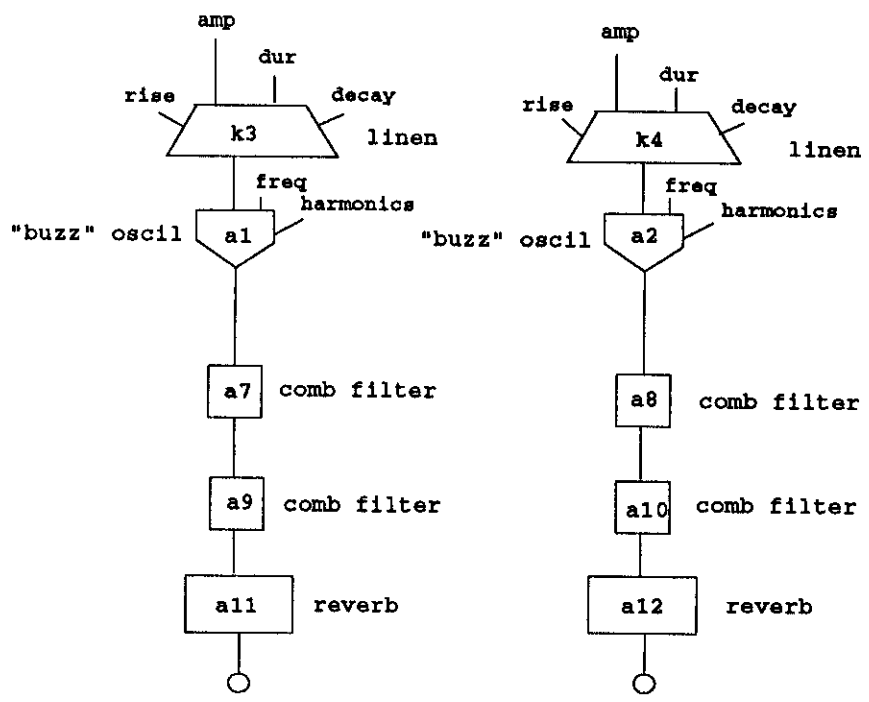 amp
dur
rise
decay
k3
linen
freq
harmonics
"buzz" oscil
a1
a7
comb filter
a9
comb filter
a11
reverb
amp
dur
rise
decay
k4
linen
freq
harmonics
"buzz" oscil
a2
a8
comb filter
a10
comb filter
a12
reverb